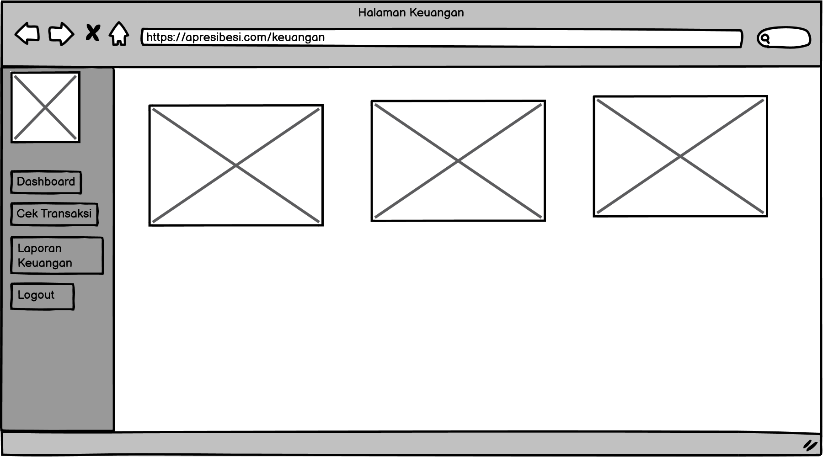 Halaman Keuangan
https://apresibesi.com/keuangan
Dashboard
Cek Transaksi
Laporan
Keuangan
Logout